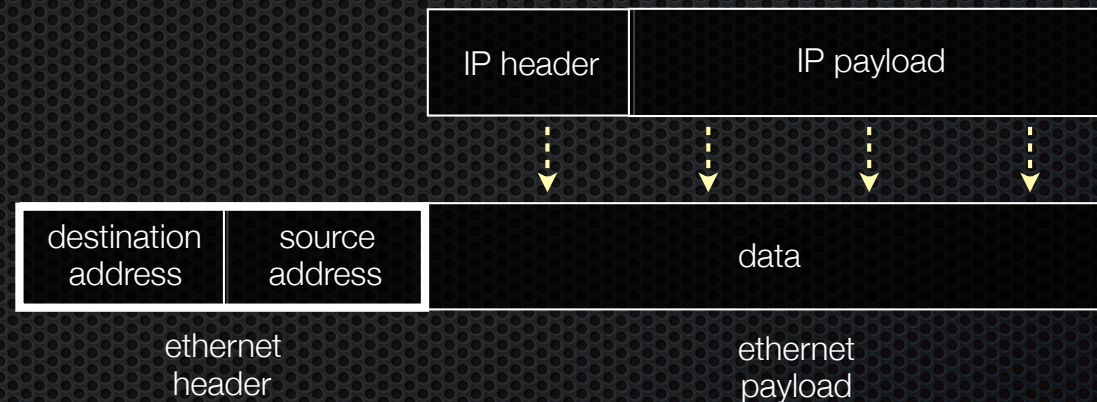 IP header
IP payload
destination
address
source
address
data
ethernet
header
ethernet
payload